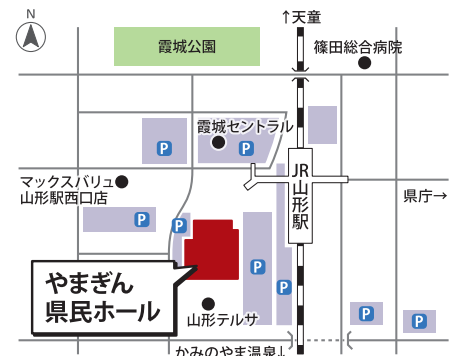 N
↑天童
霞城公園
篠田総合病院
霞城セントラル
P
P
JR山形駅
マックスバリュ
山形駅西口店
県庁→
P
P
P
P
やまぎん
県民ホール
山形テルサ
P
P
かみのやま温泉↓